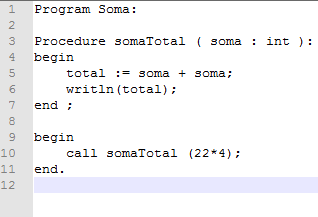 1 Program Soma:
2
3 Procedure somaTotal ( soma : int ):
4 begin
5     total := soma + soma;
6     writln(total);
7 end ;
8
9 begin
10     call somaTotal (22*4);
11 end.
12